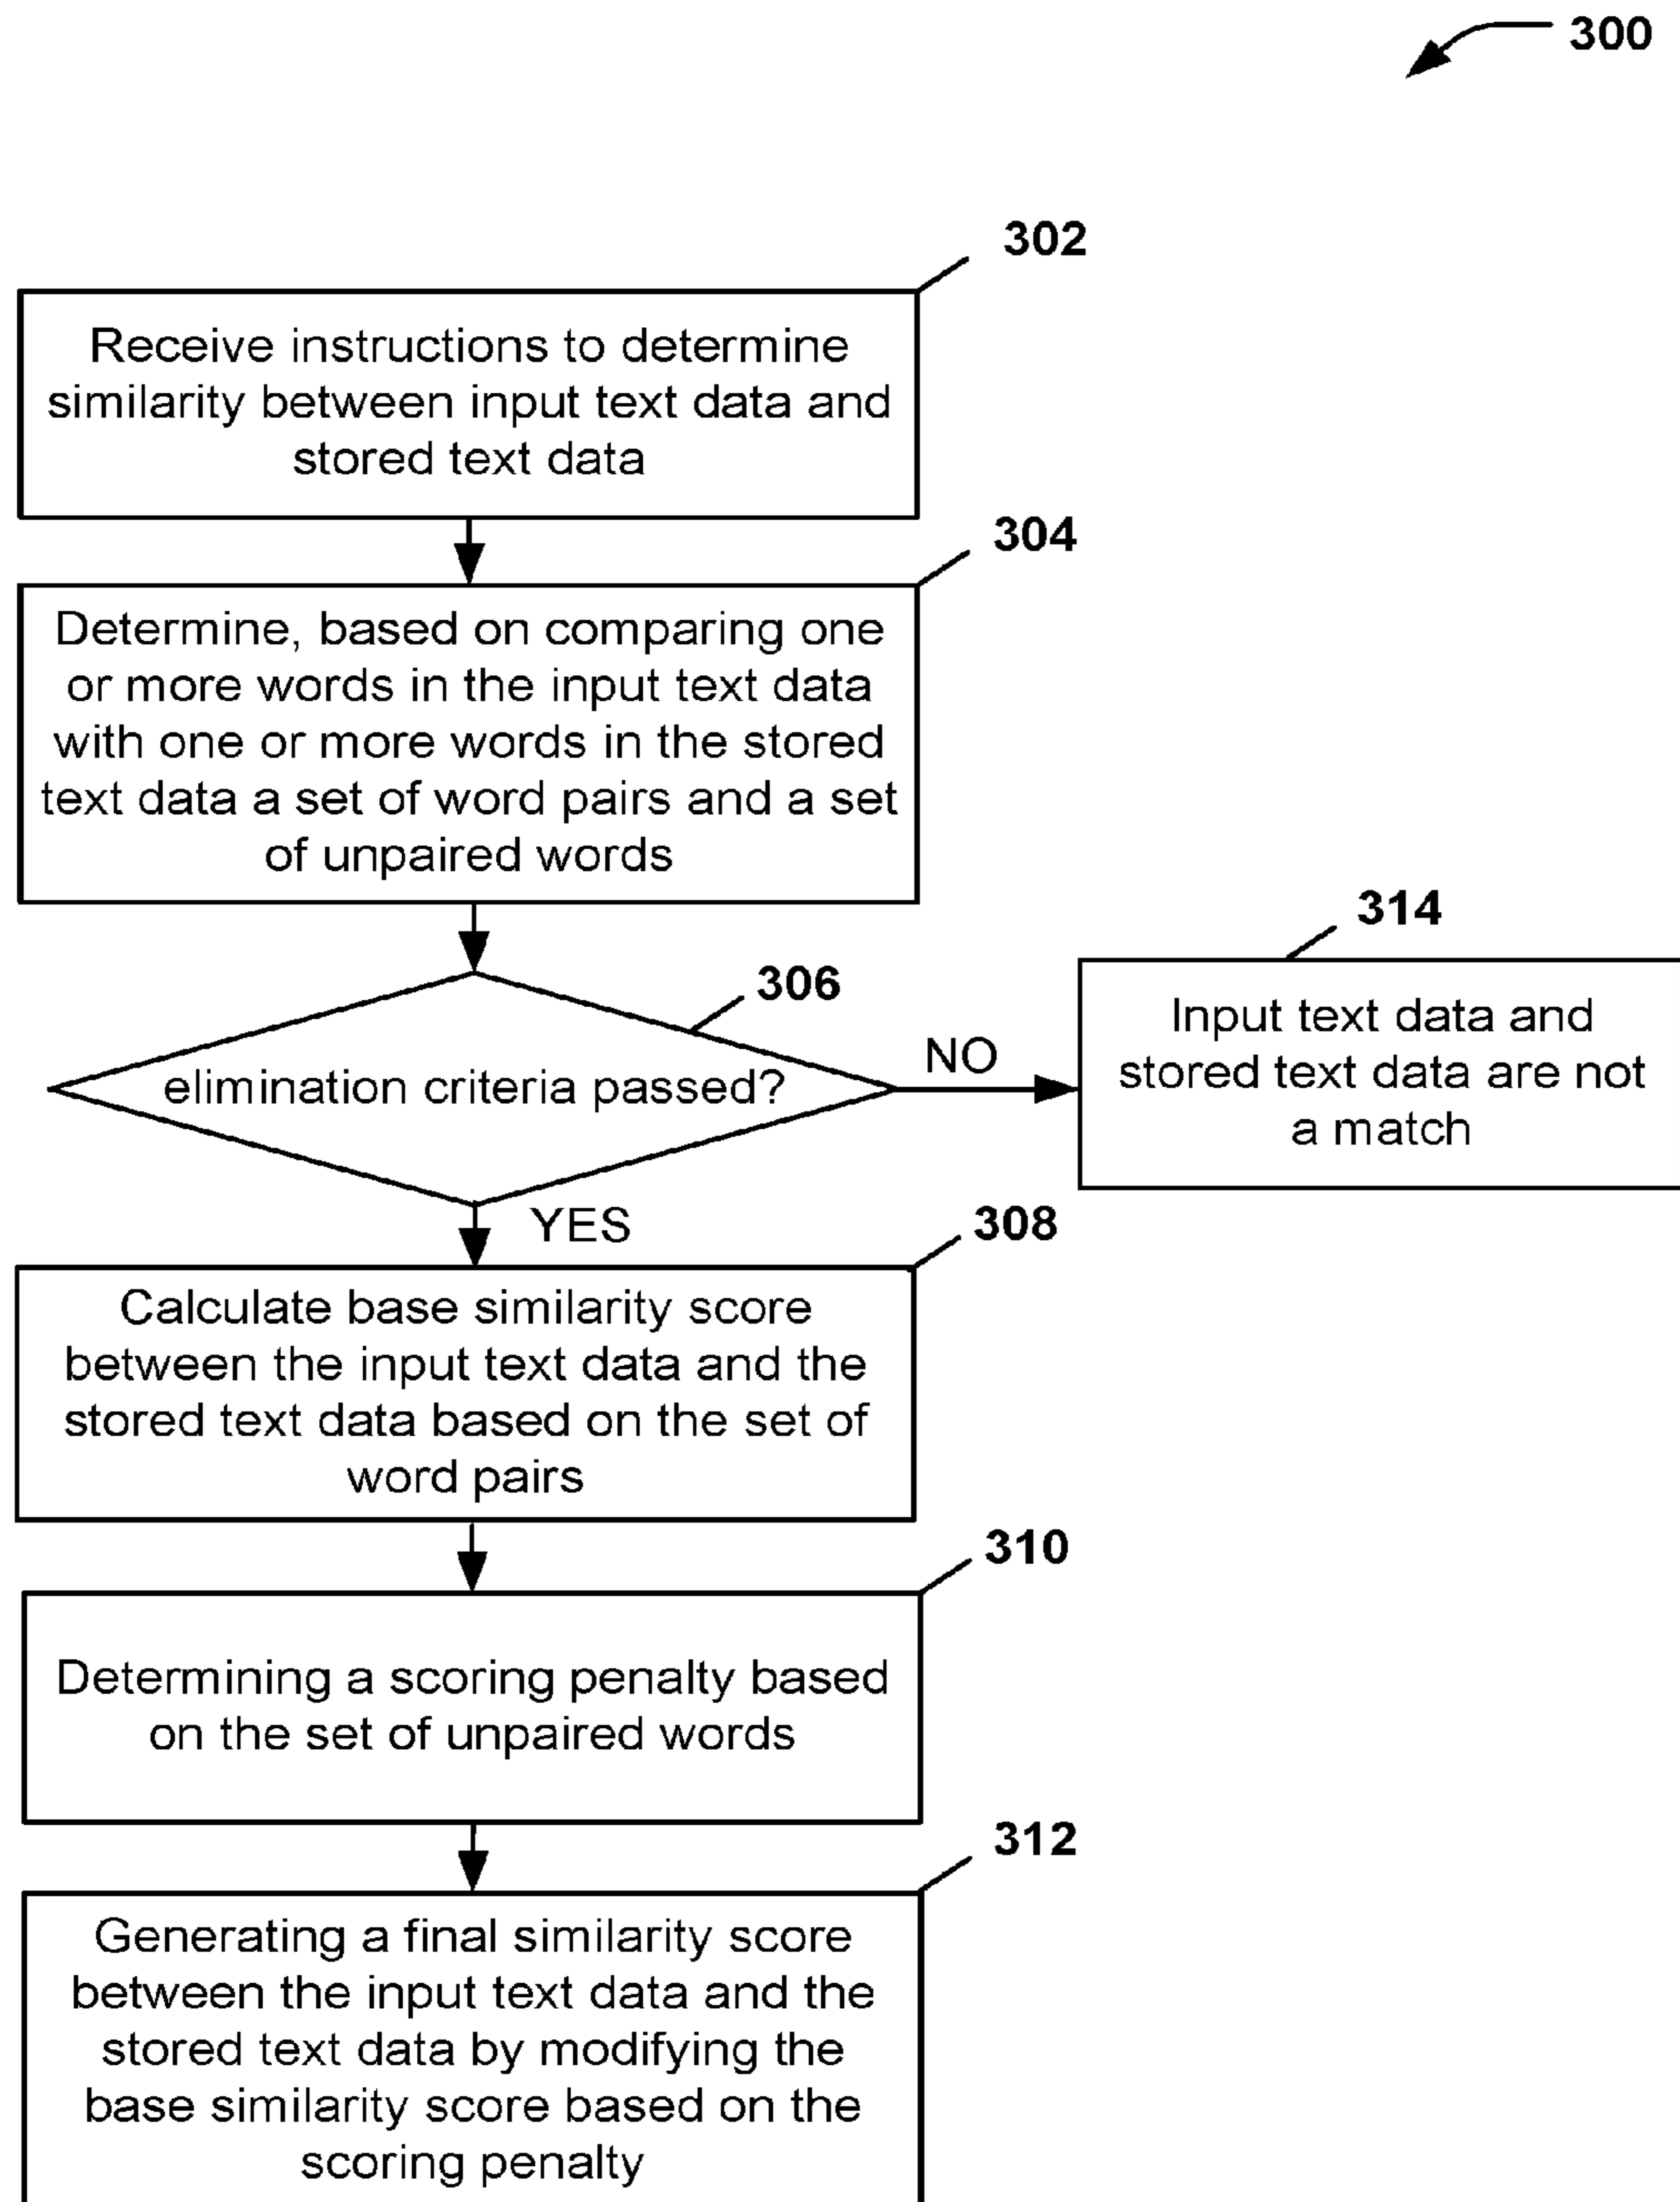 300
302
Receive instructions to determine
similarity between input text data and
stored text data
304
Determine, based on comparing one
or more words in the input text data
with one or more words in the stored
text data a set of word pairs and a set
of unpaired words
306
elimination criteria passed?
NO
314
Input text data and
stored text data are not
a match
YES
308
Calculate base similarity score
between the input text data and the
stored text data based on the set of
word pairs
310
Determining a scoring penalty based
on the set of unpaired words
312
Generating a final similarity score
between the input text data and the
stored text data by modifying the
base similarity score based on the
scoring penalty